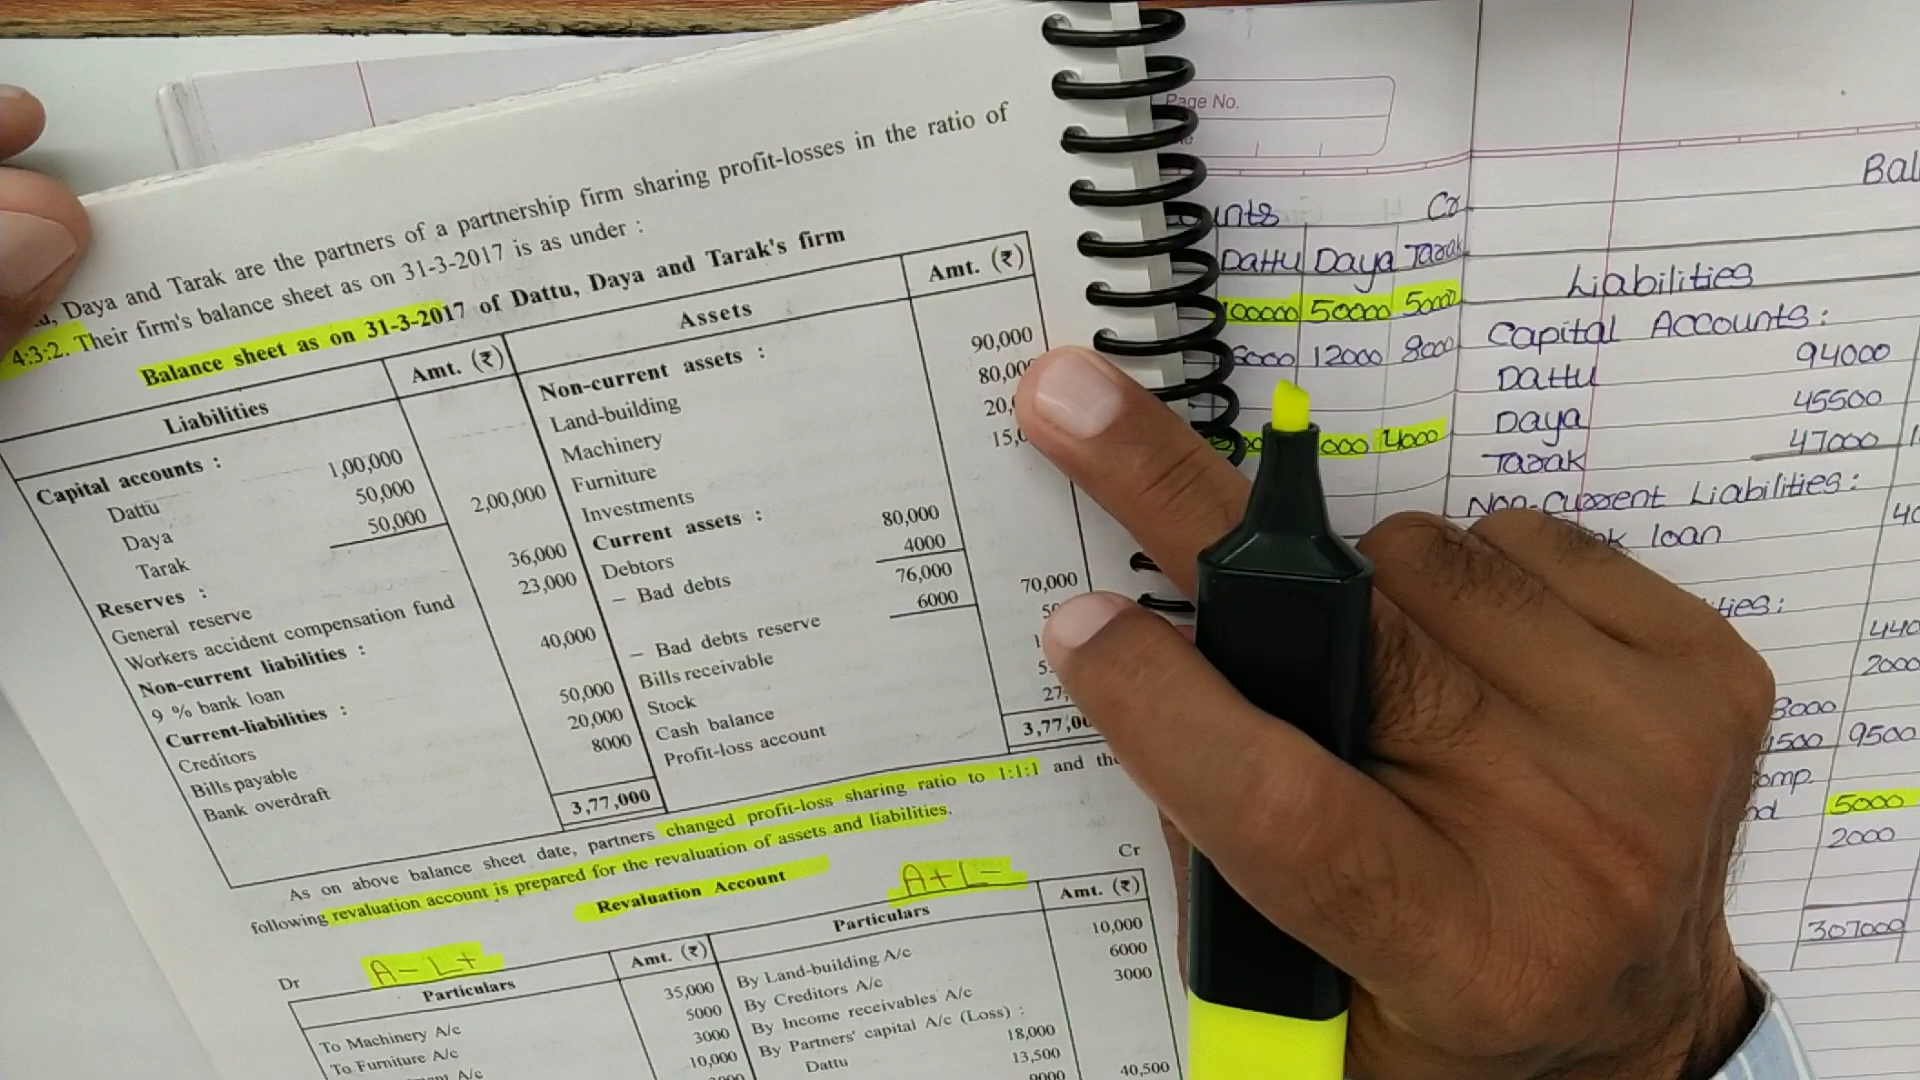 Daya and Tarak are the partners of a partnership firm sharing profit-losses in the ratio of
4:3:2. Their firm's balance sheet as on 31-3-2017 is as under :
Balance sheet as on 31-3-2017 of Dattu, Daya and Tarak's firm
Liabilities Amt. (₹) Assets Amt. (₹)
Capital accounts : Non-current assets :
Dattu 1,00,000 Land-building 90,000
Daya 50,000 Machinery
Tarak 50,000 2,00,000 Furniture
Reserves : Investments
General reserve 36,000 Current assets :
Workers accident compensation fund 23,000 Debtors 80,000
Non-current liabilities : – Bad debts 4000
9 % bank loan 40,000 76,000
Current-liabilities : – Bad debts reserve 6000 70,000
Creditors 50,000 Bills receivable
Bills payable 20,000 Stock
Bank overdraft 8000 Cash balance
Profit-loss account
3,77,000
As on above balance sheet date, partners changed profit-loss sharing ratio to 1:1:1 and
following revaluation account is prepared for the revaluation of assets and liabilities.
Dr Revaluation Account Cr
A- L+ A+L-
Particulars Amt. (₹) Particulars Amt. (₹)
To Machinery A/c 35,000 By Land-building A/c 10,000
To Furniture A/c 5000 By Creditors A/c 6000
A/c 3000 By Income receivables A/c 3000
10,000 By Partners' capital A/c (Loss) :
Dattu 18,000
13,500
9000 40,500
Page No.
Cr
Dattu Daya Tarak
100000 50000 50000
12000 8000
4000
Liabilities
Capital Accounts:
Dattu 94000
Daya 45500
Tarak 47000
Non-Current Liabilities:
loan
2000
1500 9500
5000
2000
307000